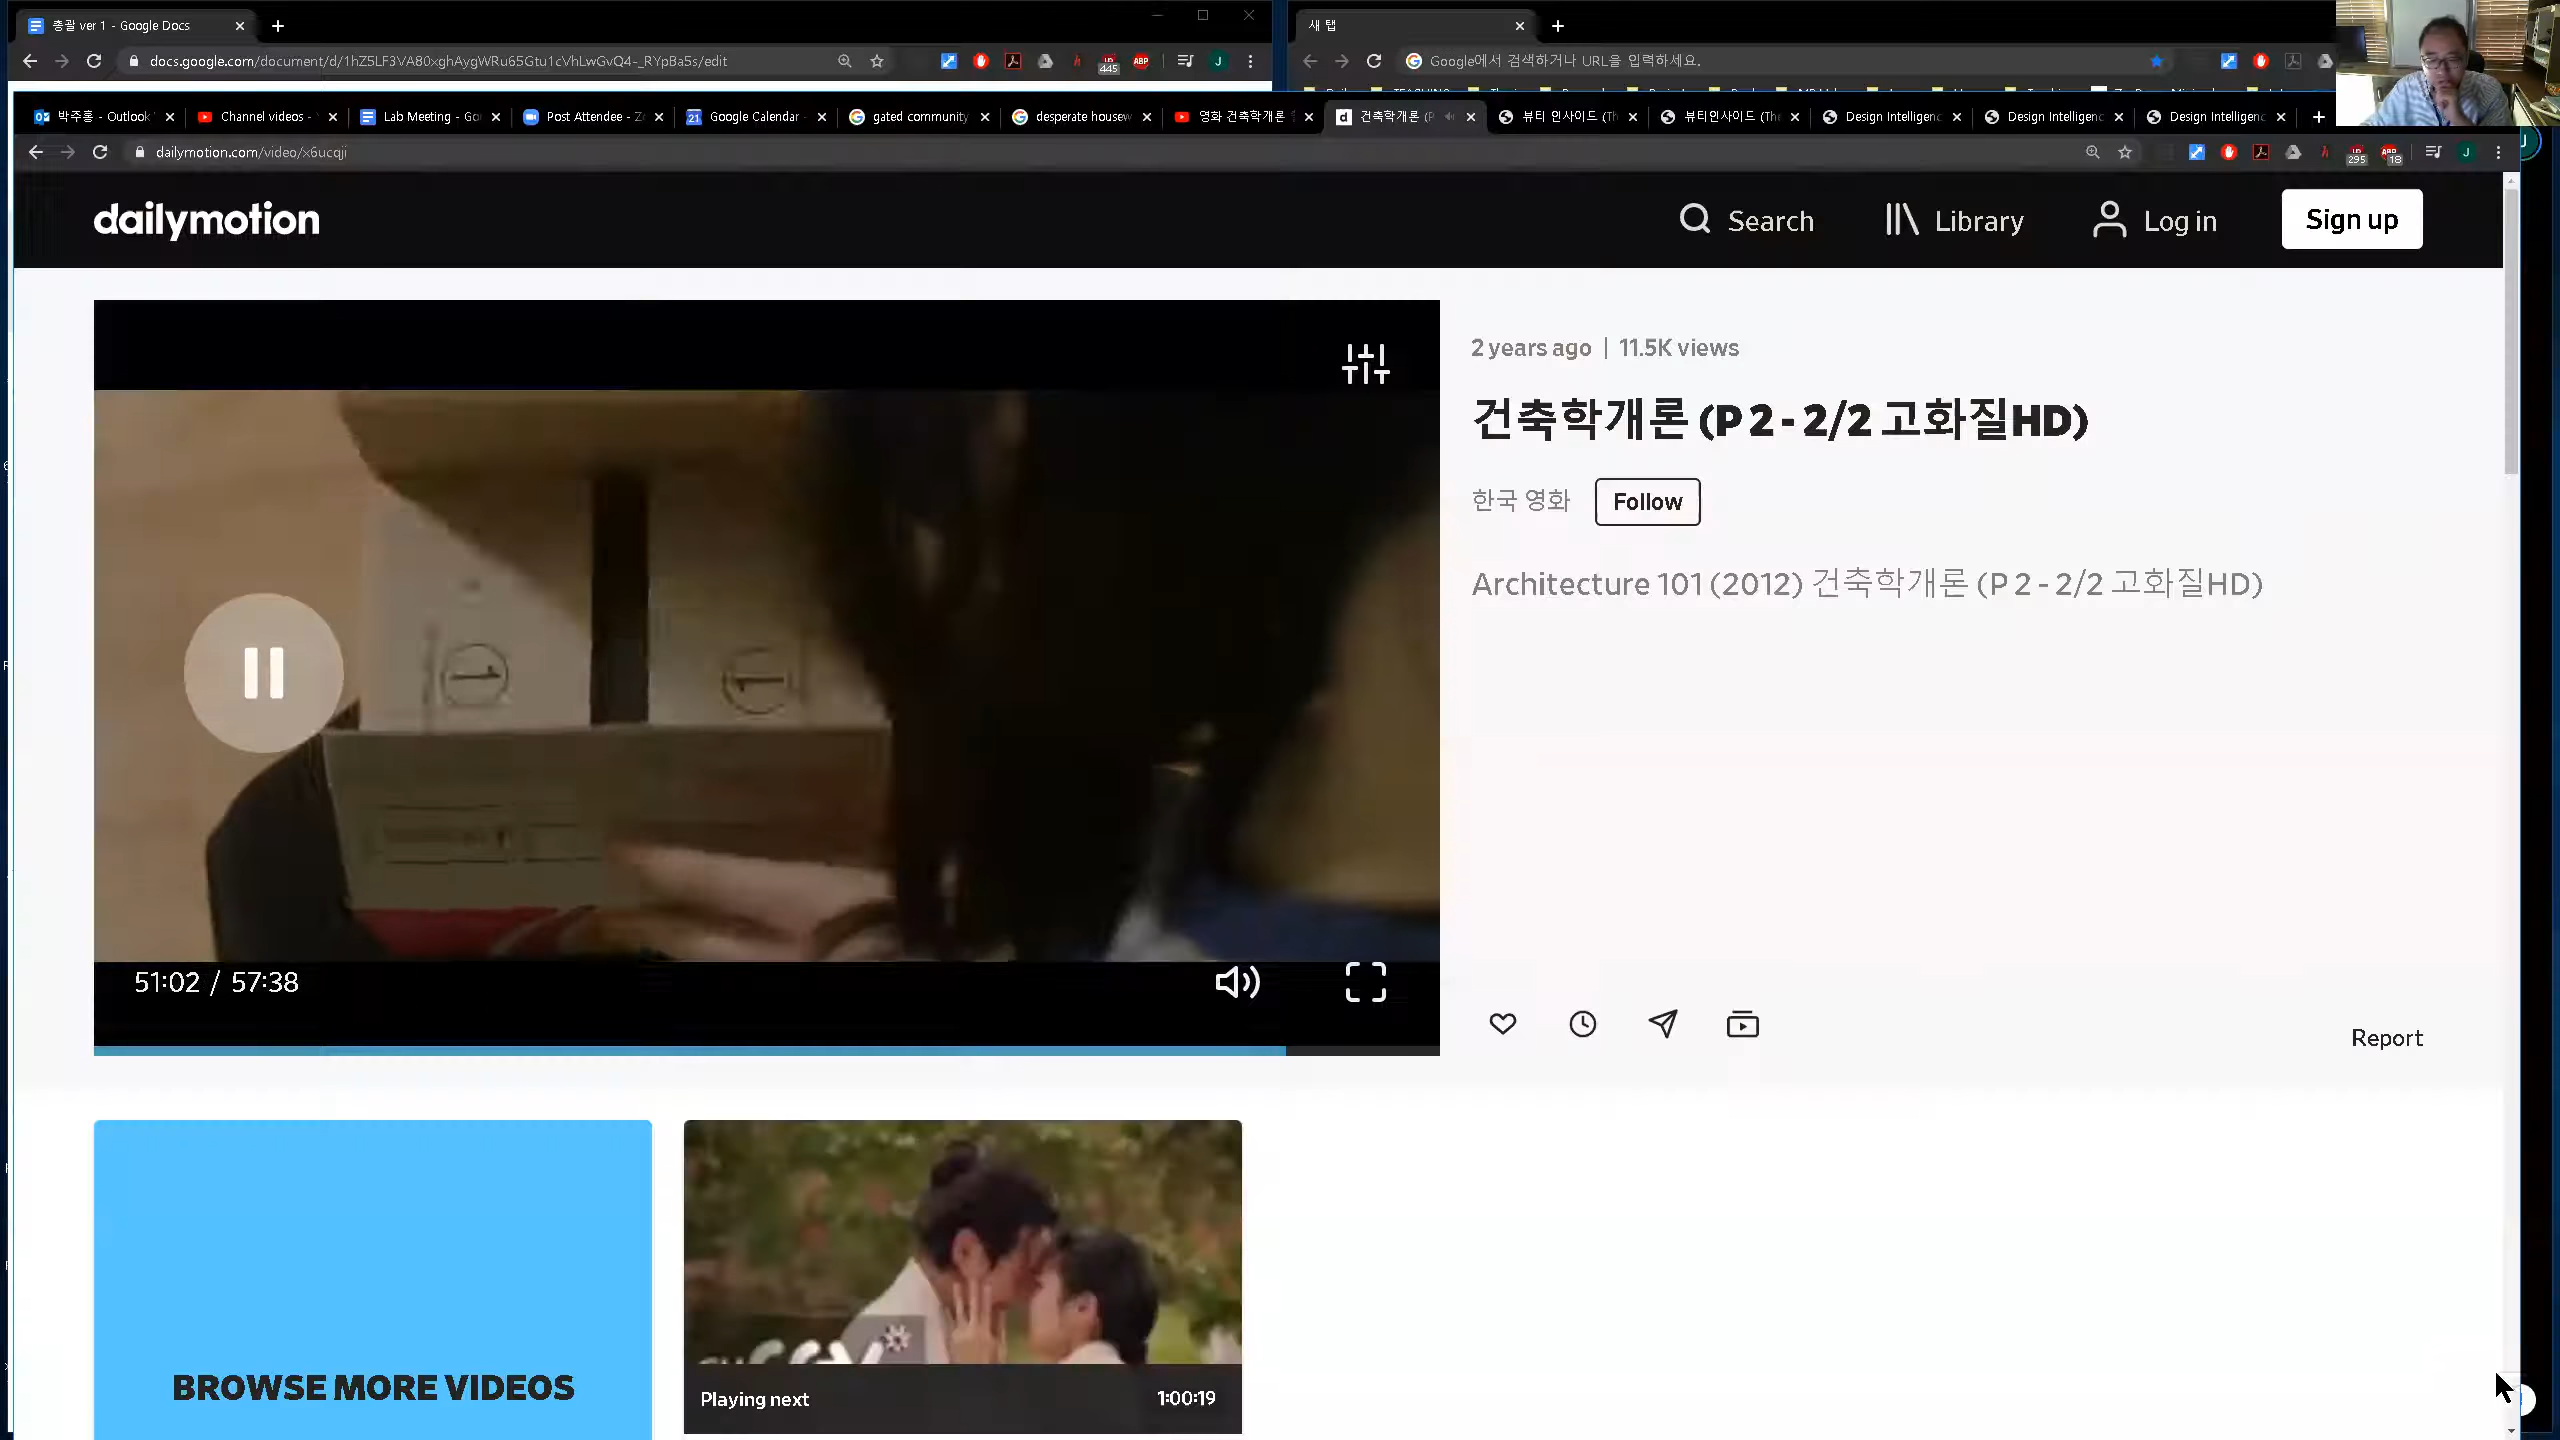 총괄 ver 1 - Google Docs
새 탭
docs.google.com/document/d/1hZ5LF3VA80xghAygWRu65Gtu1cVhLwGvQ4-_RYpBa5s/edit
445
ABP
J
Google에서 검색하거나 URL을 입력하세요.
박주홍 - Outlook
Channel videos -
Lab Meeting - Go
Post Attendee - Z
Google Calendar -
gated community
desperate housew
영화 건축학개론
건축학개론 (P
뷰티 인사이드 (Th
뷰티인사이드 (The
Design Intelligenc
Design Intelligenc
Design Intelligenc
dailymotion.com/video/x6ucqji
295
18
J
dailymotion
Search
Library
Log in
Sign up
2 years ago | 11.5K views
건축학개론 (P 2 - 2/2 고화질HD)
한국 영화
Follow
Architecture 101 (2012) 건축학개론 (P 2 - 2/2 고화질HD)
51:02 / 57:38
Report
BROWSE MORE VIDEOS
Playing next
1:00:19